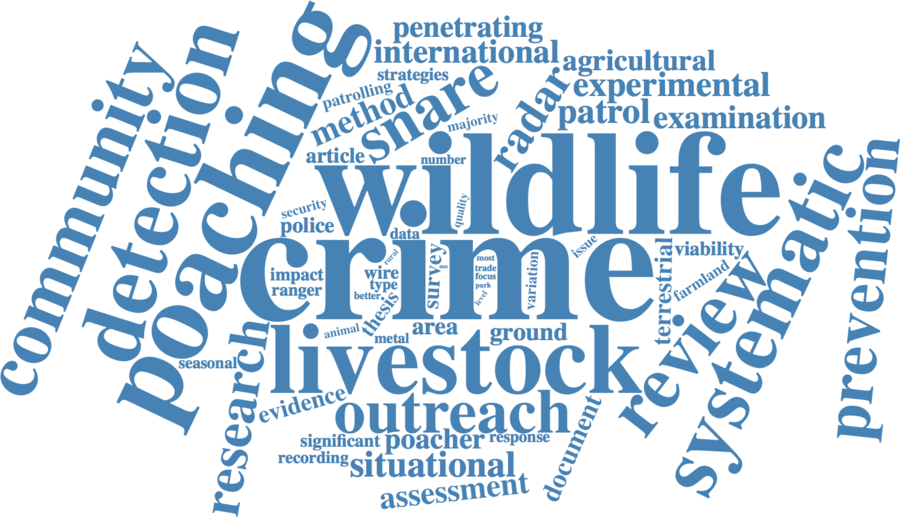 penetrating
international
strategies
patrolling
method
snare
majority
radar
agricultural
experimental
patrol
examination
community
detection
poaching
article
number
wildlife
security
police
data
quality
crime
rural
impact
ranger
wire
type
better
thesis
survey
most
trade
focus
park
level
variation
issue
terrestrial
viability
farmland
review
systematic
prevention
seasonal
research
animal
metal
area
ground
livestock
evidence
outreach
significant
poacher
response
recording
situational
assessment
document